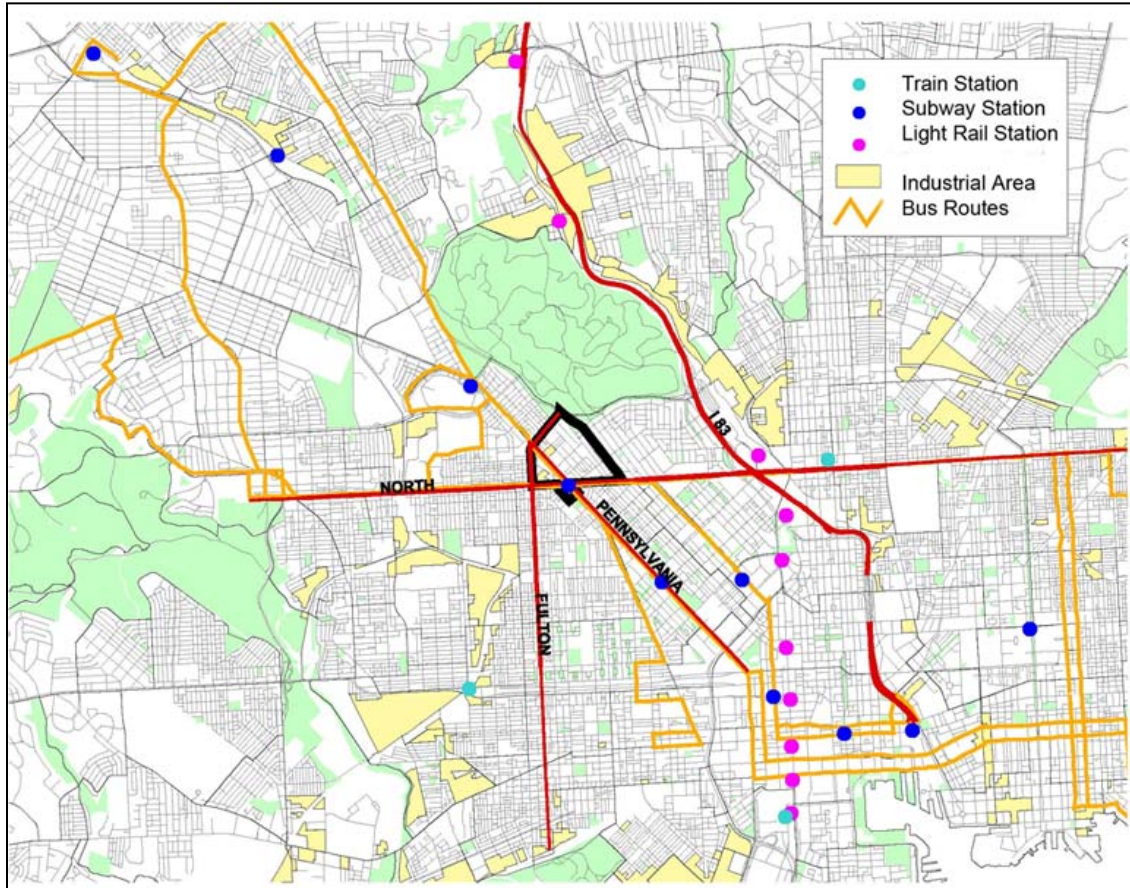 Train Station
Subway Station
Light Rail Station
Industrial Area
Bus Routes
I 83
NORTH
PENNSYLVANIA
FULTON